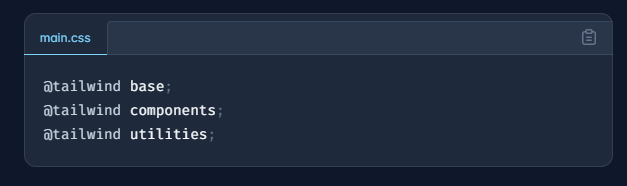 main.css
@tailwind base;
@tailwind components;
@tailwind utilities;